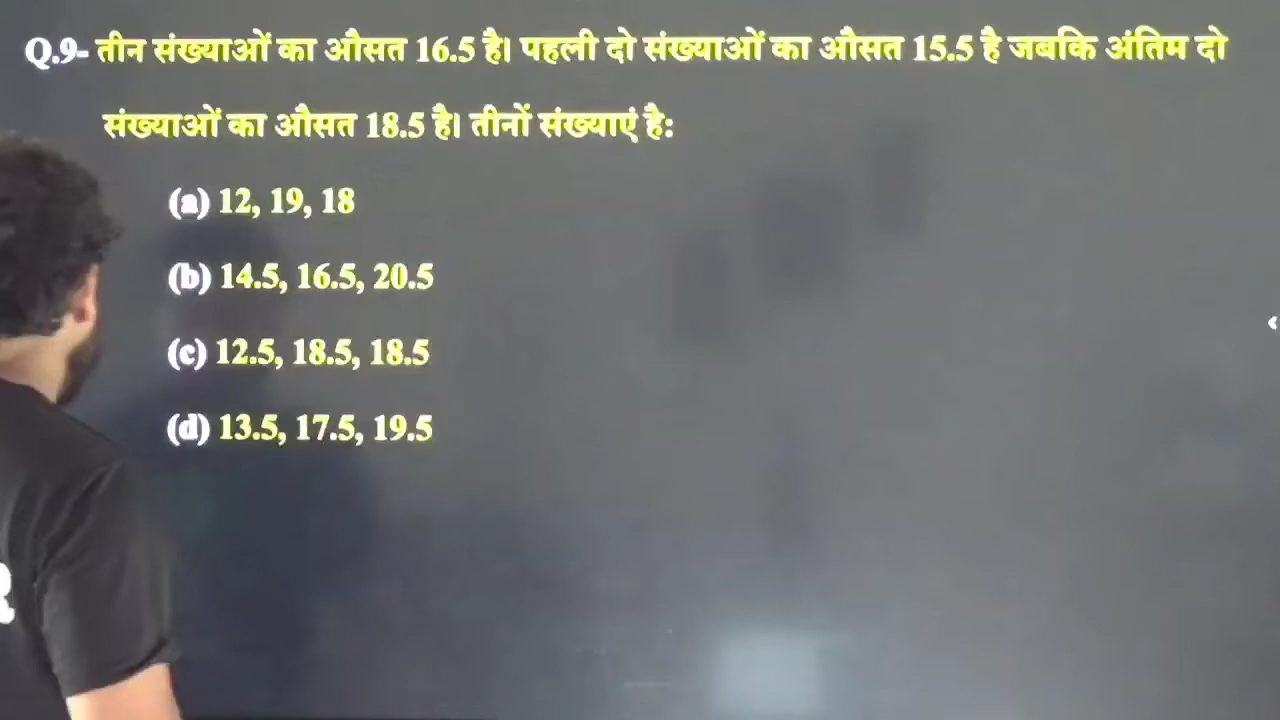 Q.9- तीन संख्याओं का औसत 16.5 है। पहली दो संख्याओं का औसत 15.5 है जबकि अंतिम दो
संख्याओं का औसत 18.5 है। तीनों संख्याएं है:
(a) 12, 19, 18
(b) 14.5, 16.5, 20.5
(c) 12.5, 18.5, 18.5
(d) 13.5, 17.5, 19.5